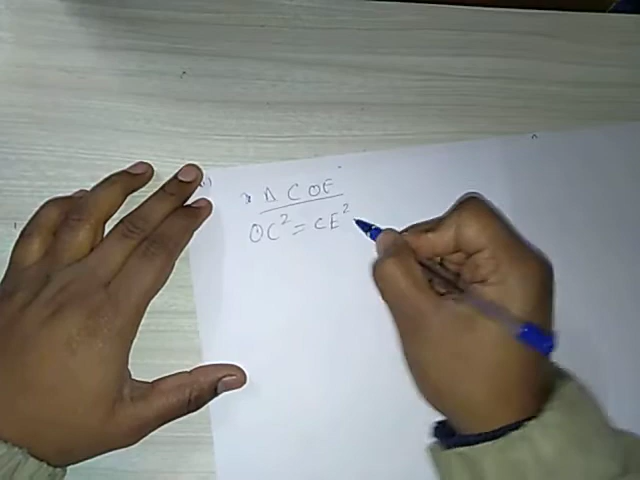 Δ COE
OC² = CE²